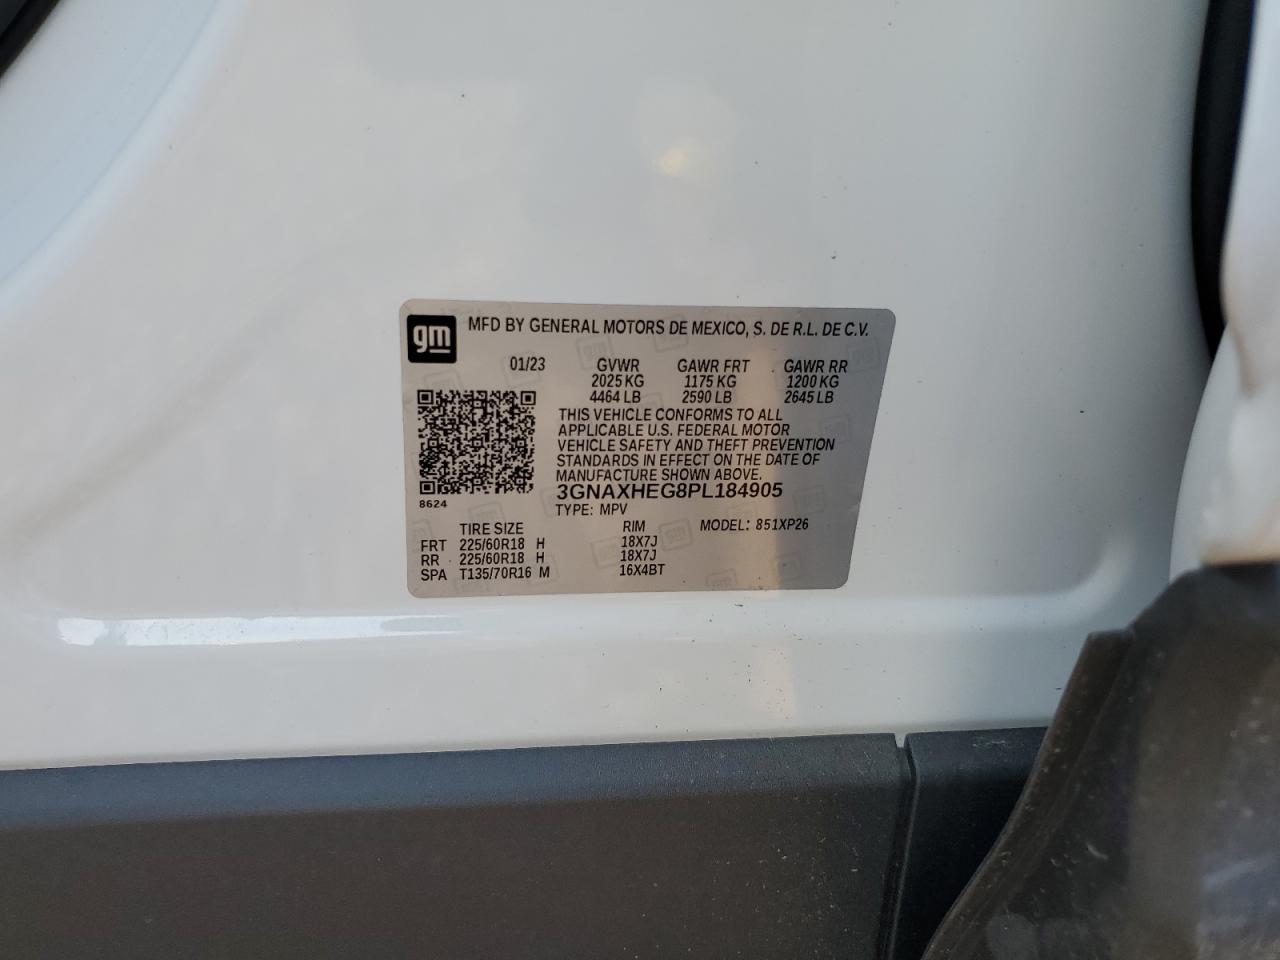 gm MFD BY GENERAL MOTORS DE MEXICO, S. DE R.L. DE C.V.
01/23 GVWR GAWR FRT GAWR RR
2025 KG 1175 KG 1200 KG
4464 LB 2590 LB 2645 LB
THIS VEHICLE CONFORMS TO ALL
APPLICABLE U.S. FEDERAL MOTOR
VEHICLE SAFETY AND THEFT PREVENTION
STANDARDS IN EFFECT ON THE DATE OF
MANUFACTURE SHOWN ABOVE.
3GNAXHEG8PL184905
8624
TYPE: MPV
TIRE SIZE RIM MODEL: 851XP26
FRT 225/60R18 H 18X7J
RR 225/60R18 H 18X7J
SPA T135/70R16 M 16X4BT